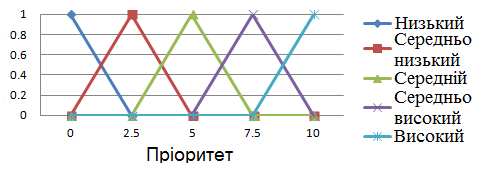 1
0.8
0.6
0.4
0.2
0
0 2.5 5 7.5 10
Пріоритет
Низький
Середньо
низький
Середній
Середньо
високий
Високий